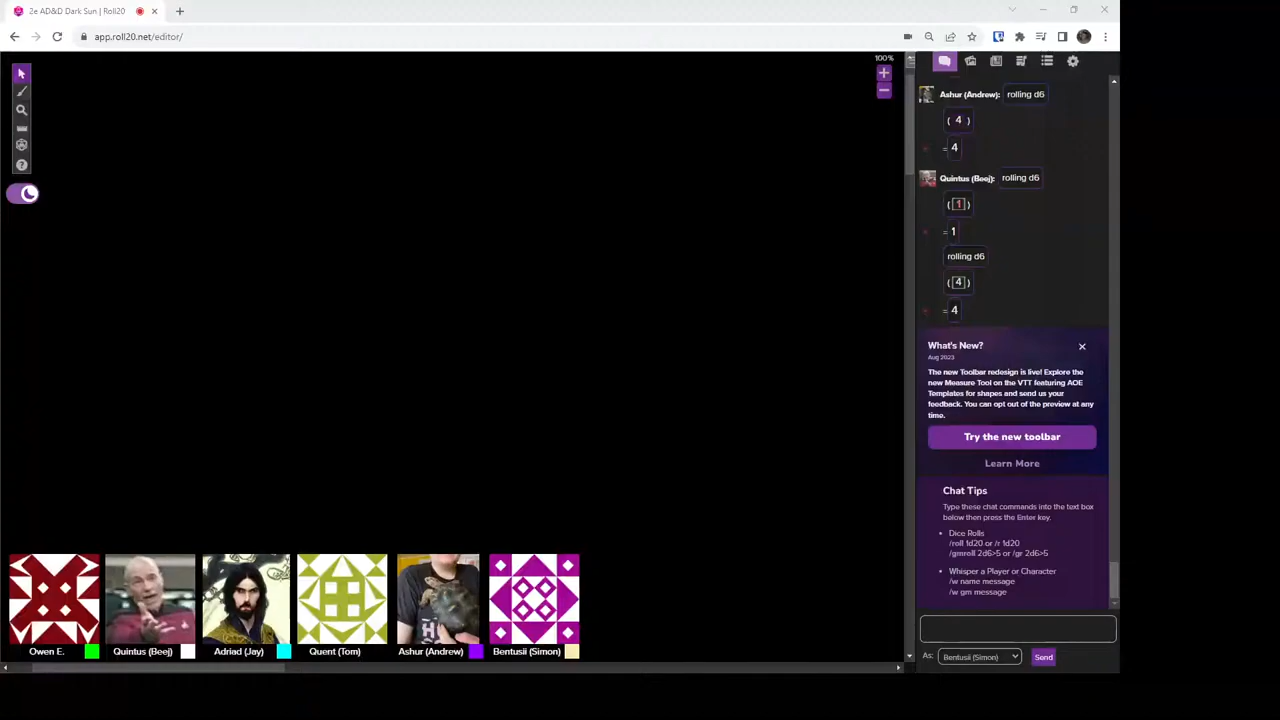 2e AD&D Dark Sun | Roll20
app.roll20.net/editor/
100%
Ashur (Andrew): rolling d6
( 4 )
= 4
Quintus (Beej): rolling d6
( 1 )
= 1
rolling d6
( 4 )
= 4
What's New?
Aug 2023
The new Toolbar redesign is live! Explore the
new Measure Tool on the VTT featuring AOE
Templates for shapes and send us your
feedback. You can opt out of the preview at any
time.
Try the new toolbar
Learn More
Chat Tips
Type these chat commands into the text box
below then press the Enter key.
Dice Rolls
/roll 1d20 or /r 1d20
/gmroll 2d6>5 or /gr 2d6>5
Whisper a Player or Character
/w name message
/w gm message
Owen E.
Quintus (Beej)
Adriad (Jay)
Quent (Tom)
Ashur (Andrew)
Bentusii (Simon)
As: Bentusii (Simon) Send